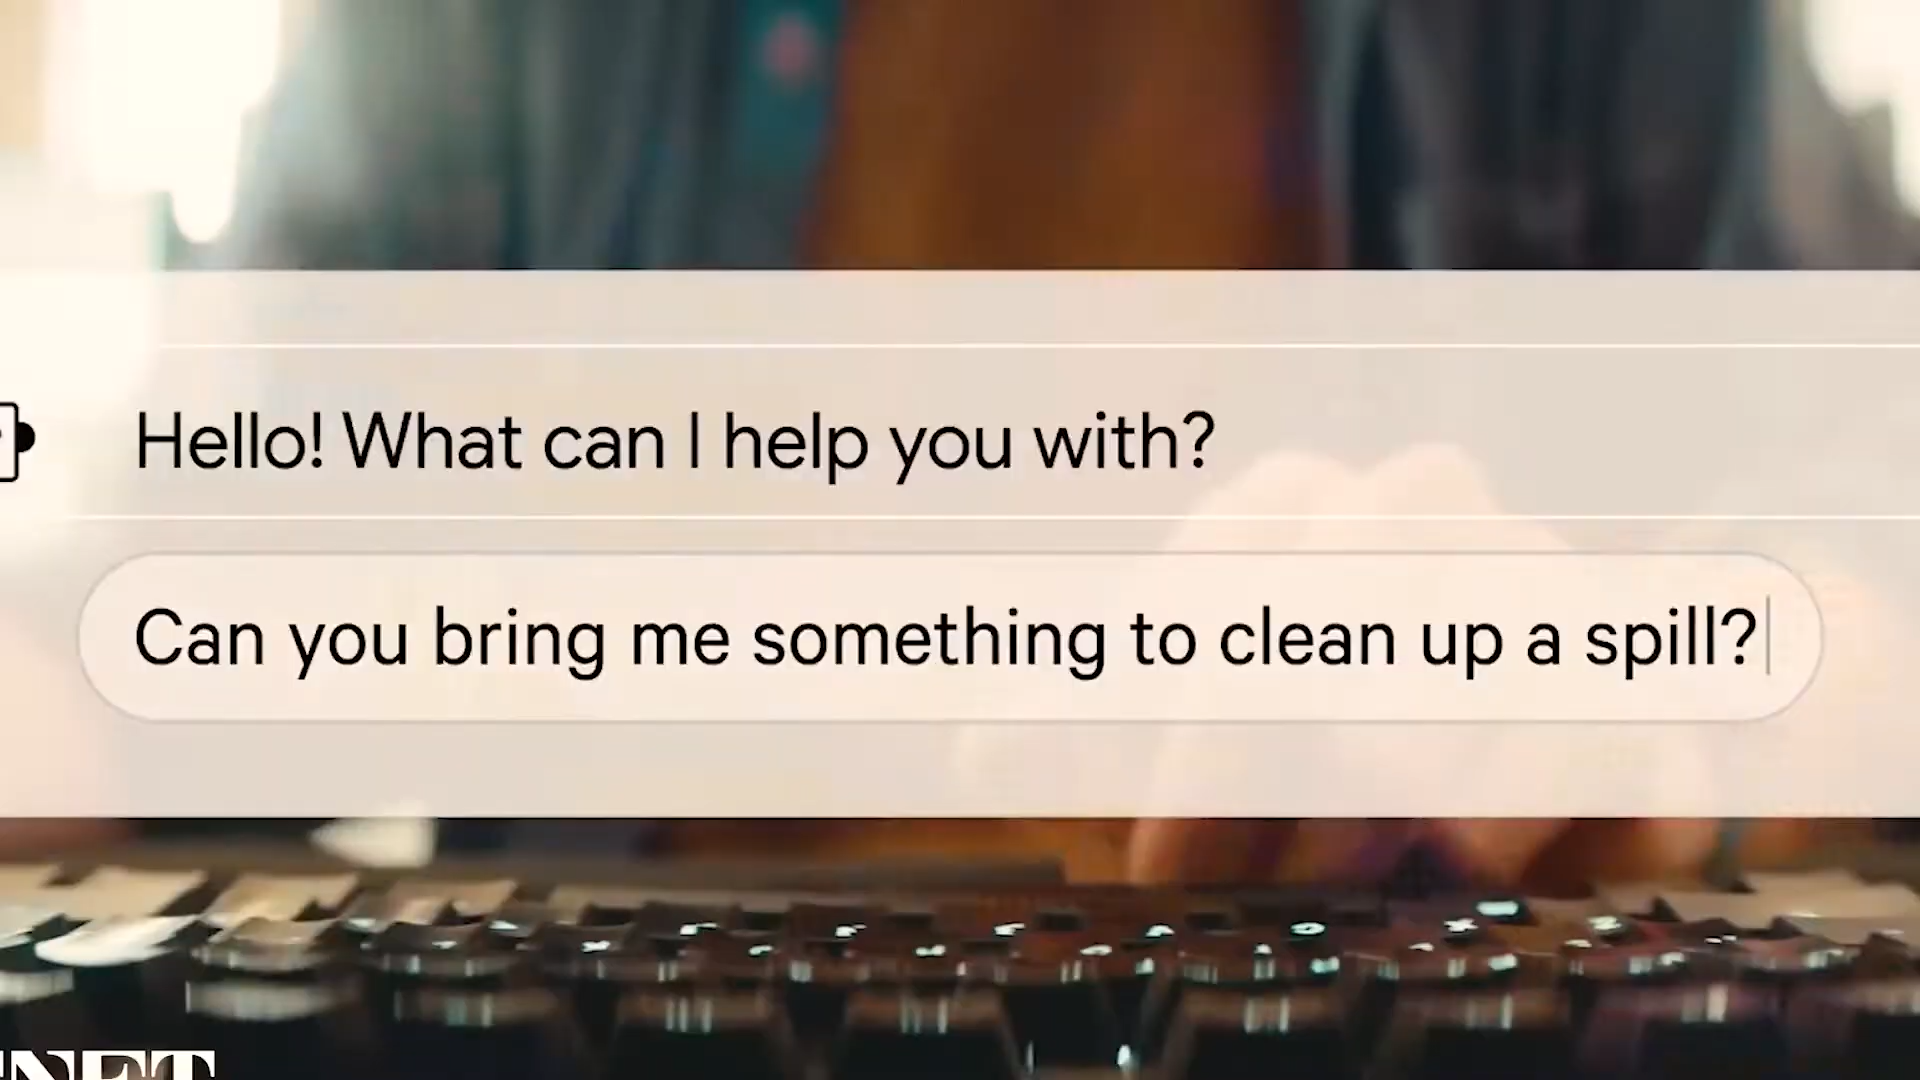 Hello! What can I help you with?
Can you bring me something to clean up a spill?